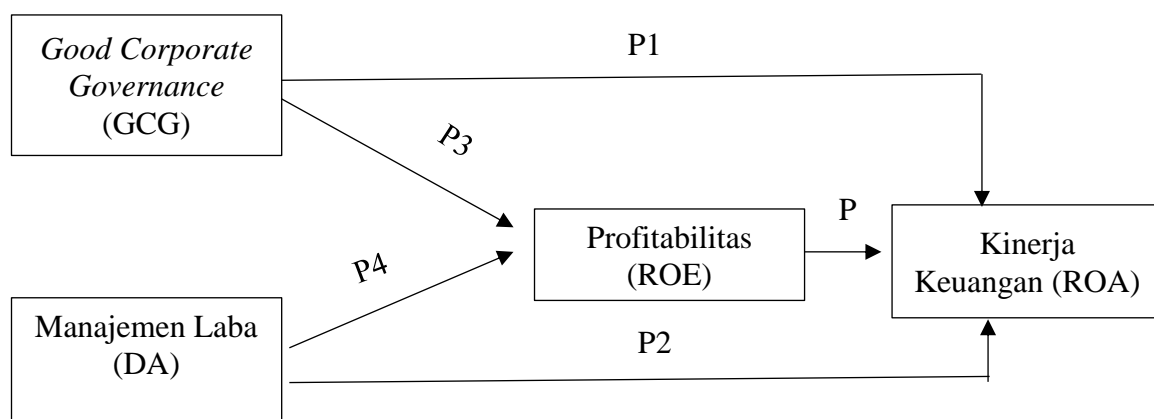 Good Corporate
Governance
(GCG)
P1
P3
Profitabilitas
(ROE)
P
Kinerja
Keuangan (ROA)
P4
Manajemen Laba
(DA)
P2